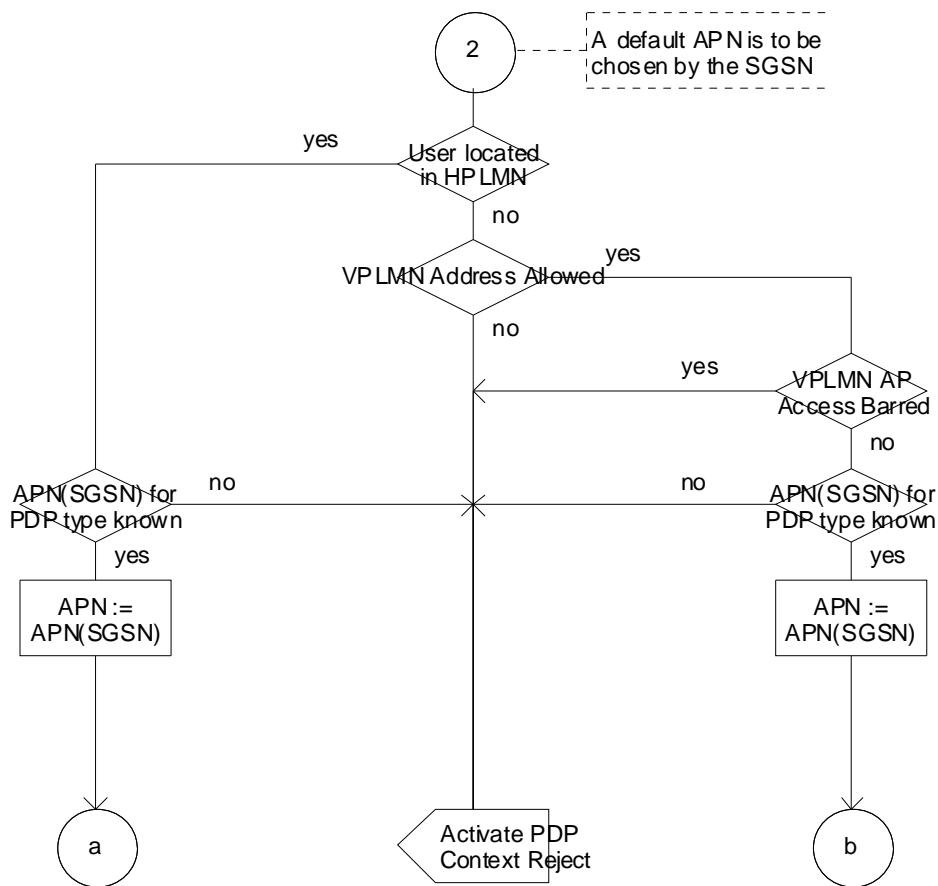 2
A default APN is to be
chosen by the SGSN
yes
User located
in HPLMN
no
yes
VPLMN Address Allowed
no
yes
VPLMN AP
Access Barred
no
APN(SGSN) for
PDP type known
no
no
APN(SGSN) for
PDP type known
yes
yes
APN :=
APN(SGSN)
APN :=
APN(SGSN)
a
Activate PDP
Context Reject
b